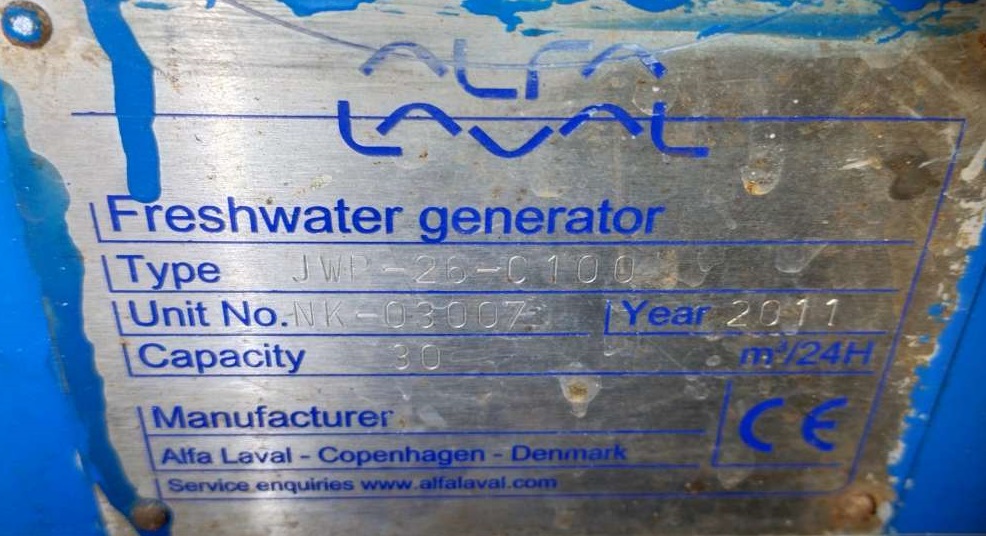 ALFA
LAVAL
Freshwater generator
Type JWP-26-C100
Unit No. NK-03007 Year 2011
Capacity 30 m³/24H
Manufacturer
Alfa Laval - Copenhagen - Denmark
Service enquiries www.alfalaval.com
CE